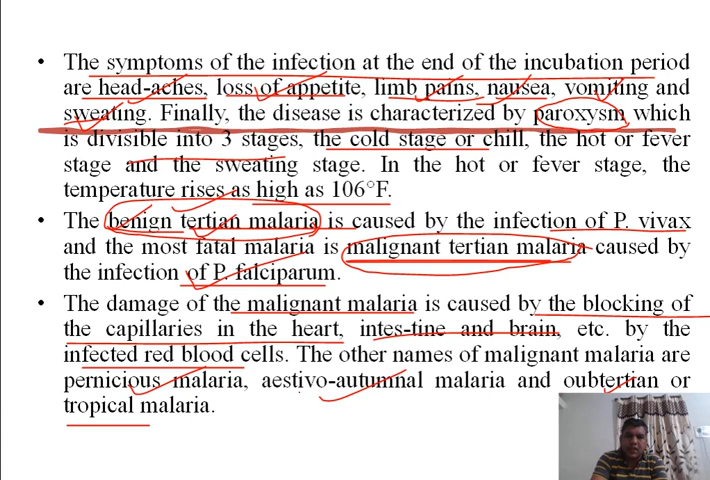 • The symptoms of the infection at the end of the incubation period
are head-aches, loss of appetite, limb pains, nausea, vomiting and
sweating. Finally, the disease is characterized by paroxysm which
is divisible into 3 stages, the cold stage or chill, the hot or fever
stage and the sweating stage. In the hot or fever stage, the
temperature rises as high as 106°F.
• The benign tertian malaria is caused by the infection of P. vivax
and the most fatal malaria is malignant tertian malaria caused by
the infection of P. falciparum.
• The damage of the malignant malaria is caused by the blocking of
the capillaries in the heart, intes-tine and brain, etc. by the
infected red blood cells. The other names of malignant malaria are
pernicious malaria, aestivo-autumnal malaria and oubtertian or
tropical malaria.